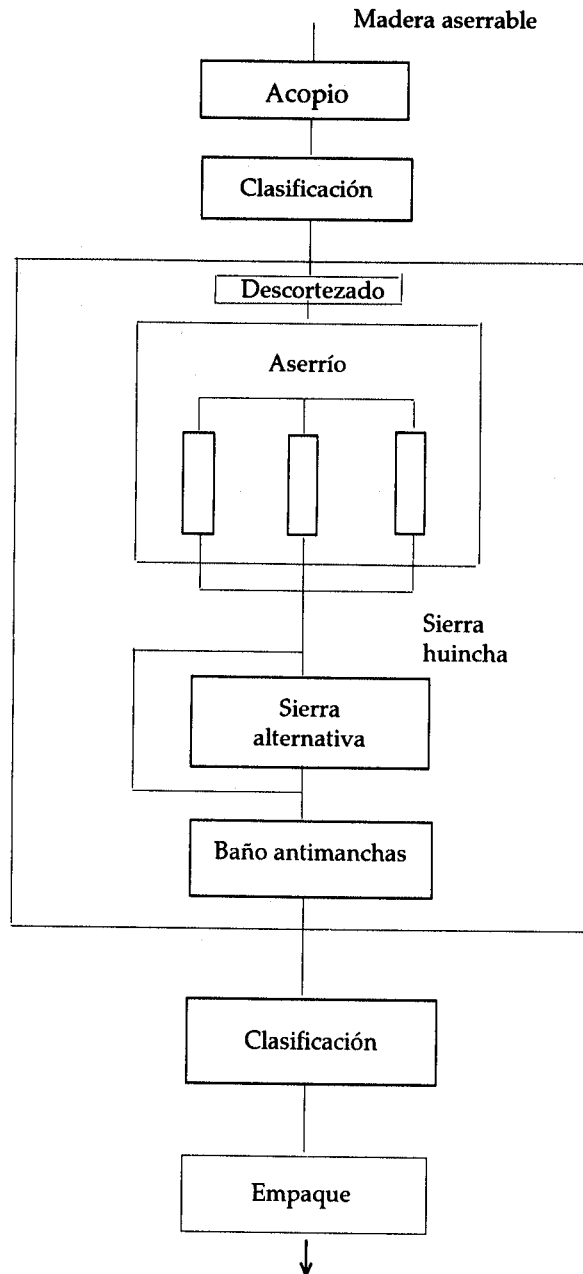 Madera aserrable
Acopio
Clasificación
Descortezado
Aserrío
Sierra
huincha
Sierra
alternativa
Baño antimanchas
Clasificación
Empaque